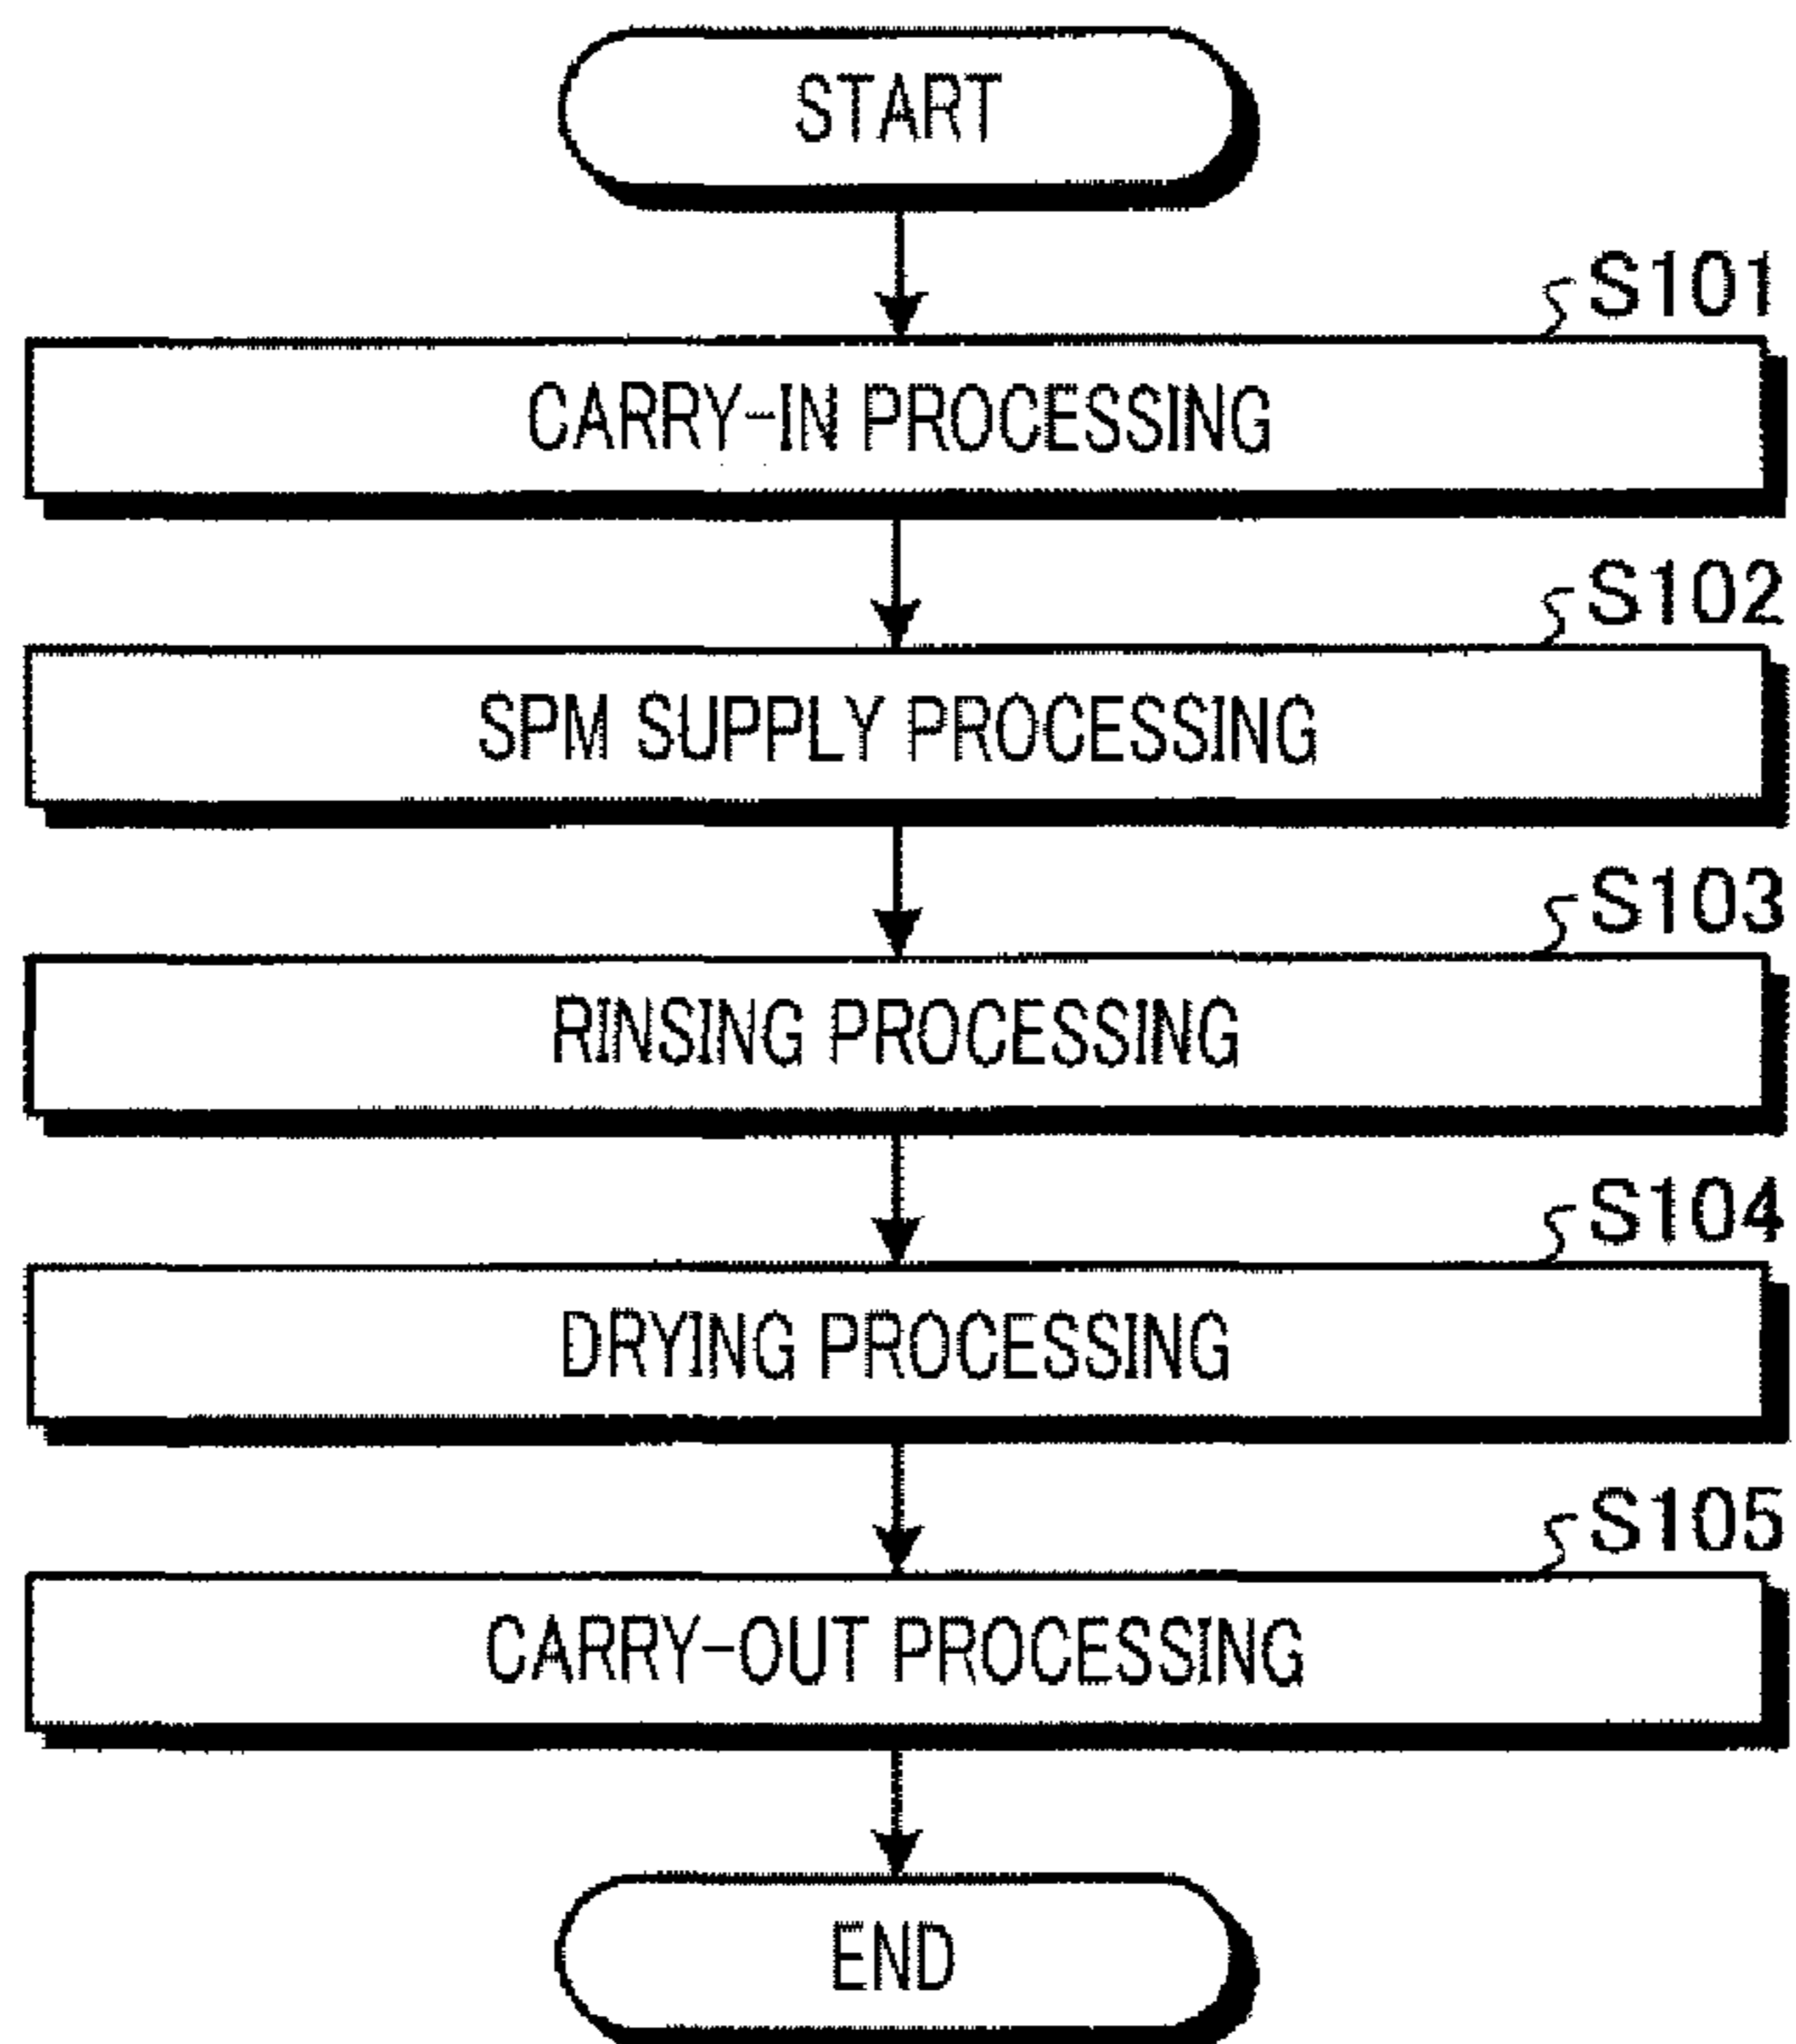 START
S101
CARRY-IN PROCESSING
S102
SPM SUPPLY PROCESSING
S103
RINSING PROCESSING
S104
DRYING PROCESSING
S105
CARRY-OUT PROCESSING
END